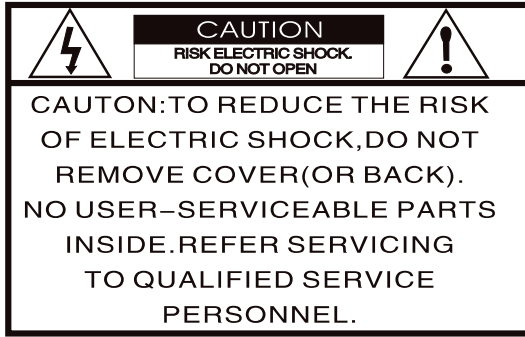 CAUTION
RISK ELECTRIC SHOCK.
DO NOT OPEN
CAUTON:TO REDUCE THE RISK
OF ELECTRIC SHOCK,DO NOT
REMOVE COVER(OR BACK).
NO USER-SERVICEABLE PARTS
INSIDE.REFER SERVICING
TO QUALIFIED SERVICE
PERSONNEL.